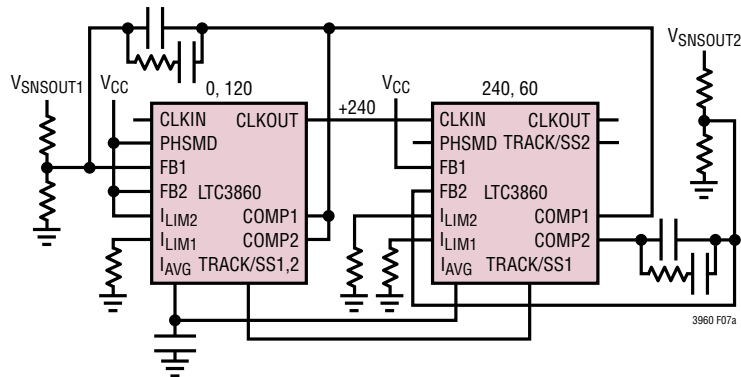 VSNSOUT1
VCC
0, 120
CLKIN
CLKOUT
PHSMD
FB1
FB2
LTC3860
ILIM2
COMP1
ILIM1
COMP2
IAVG
TRACK/SS1,2
+240
VCC
240, 60
CLKIN
CLKOUT
PHSMD
TRACK/SS2
FB1
FB2
LTC3860
ILIM2
COMP1
ILIM1
COMP2
IAVG
TRACK/SS1
VSNSOUT2
3960 F07a